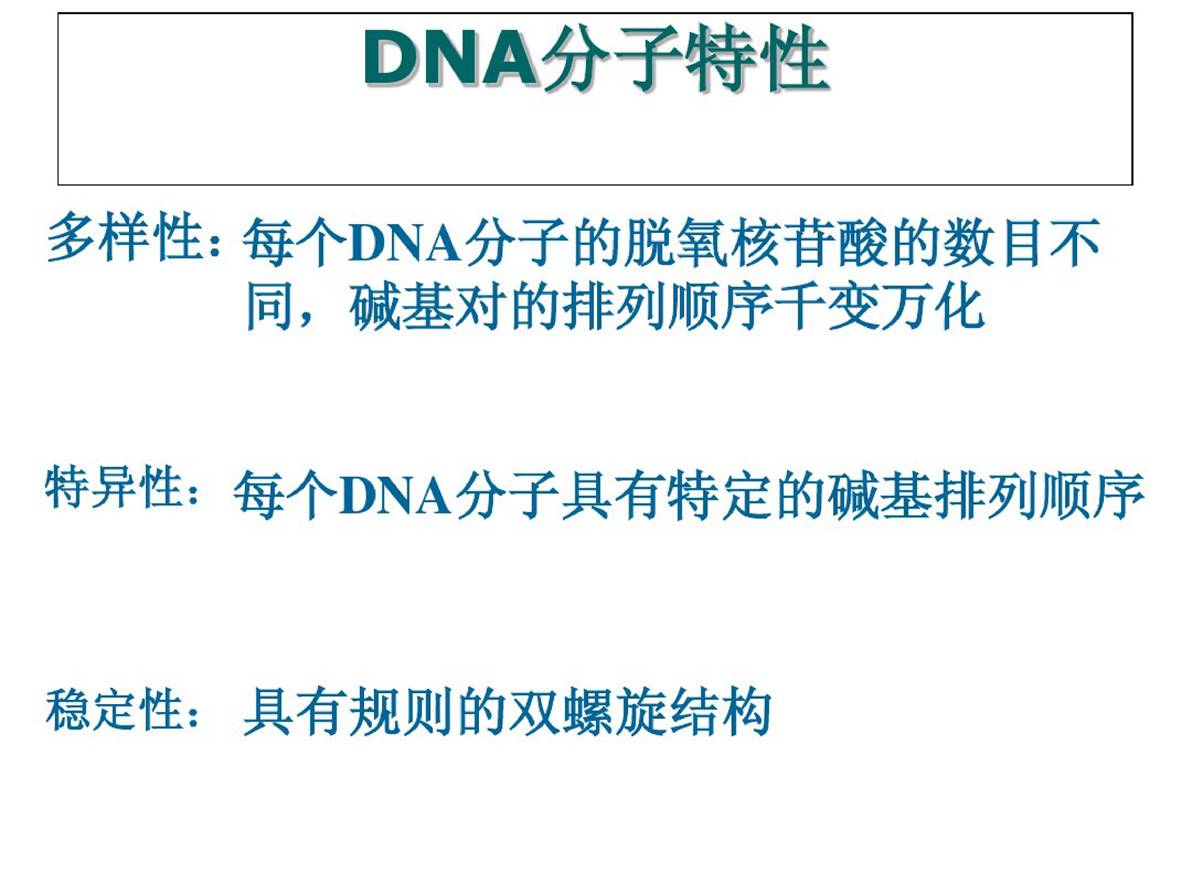 DNA分子特性
多样性：每个DNA分子的脱氧核苷酸的数目不
同，碱基对的排列顺序千变万化
特异性：每个DNA分子具有特定的碱基排列顺序
稳定性：具有规则的双螺旋结构